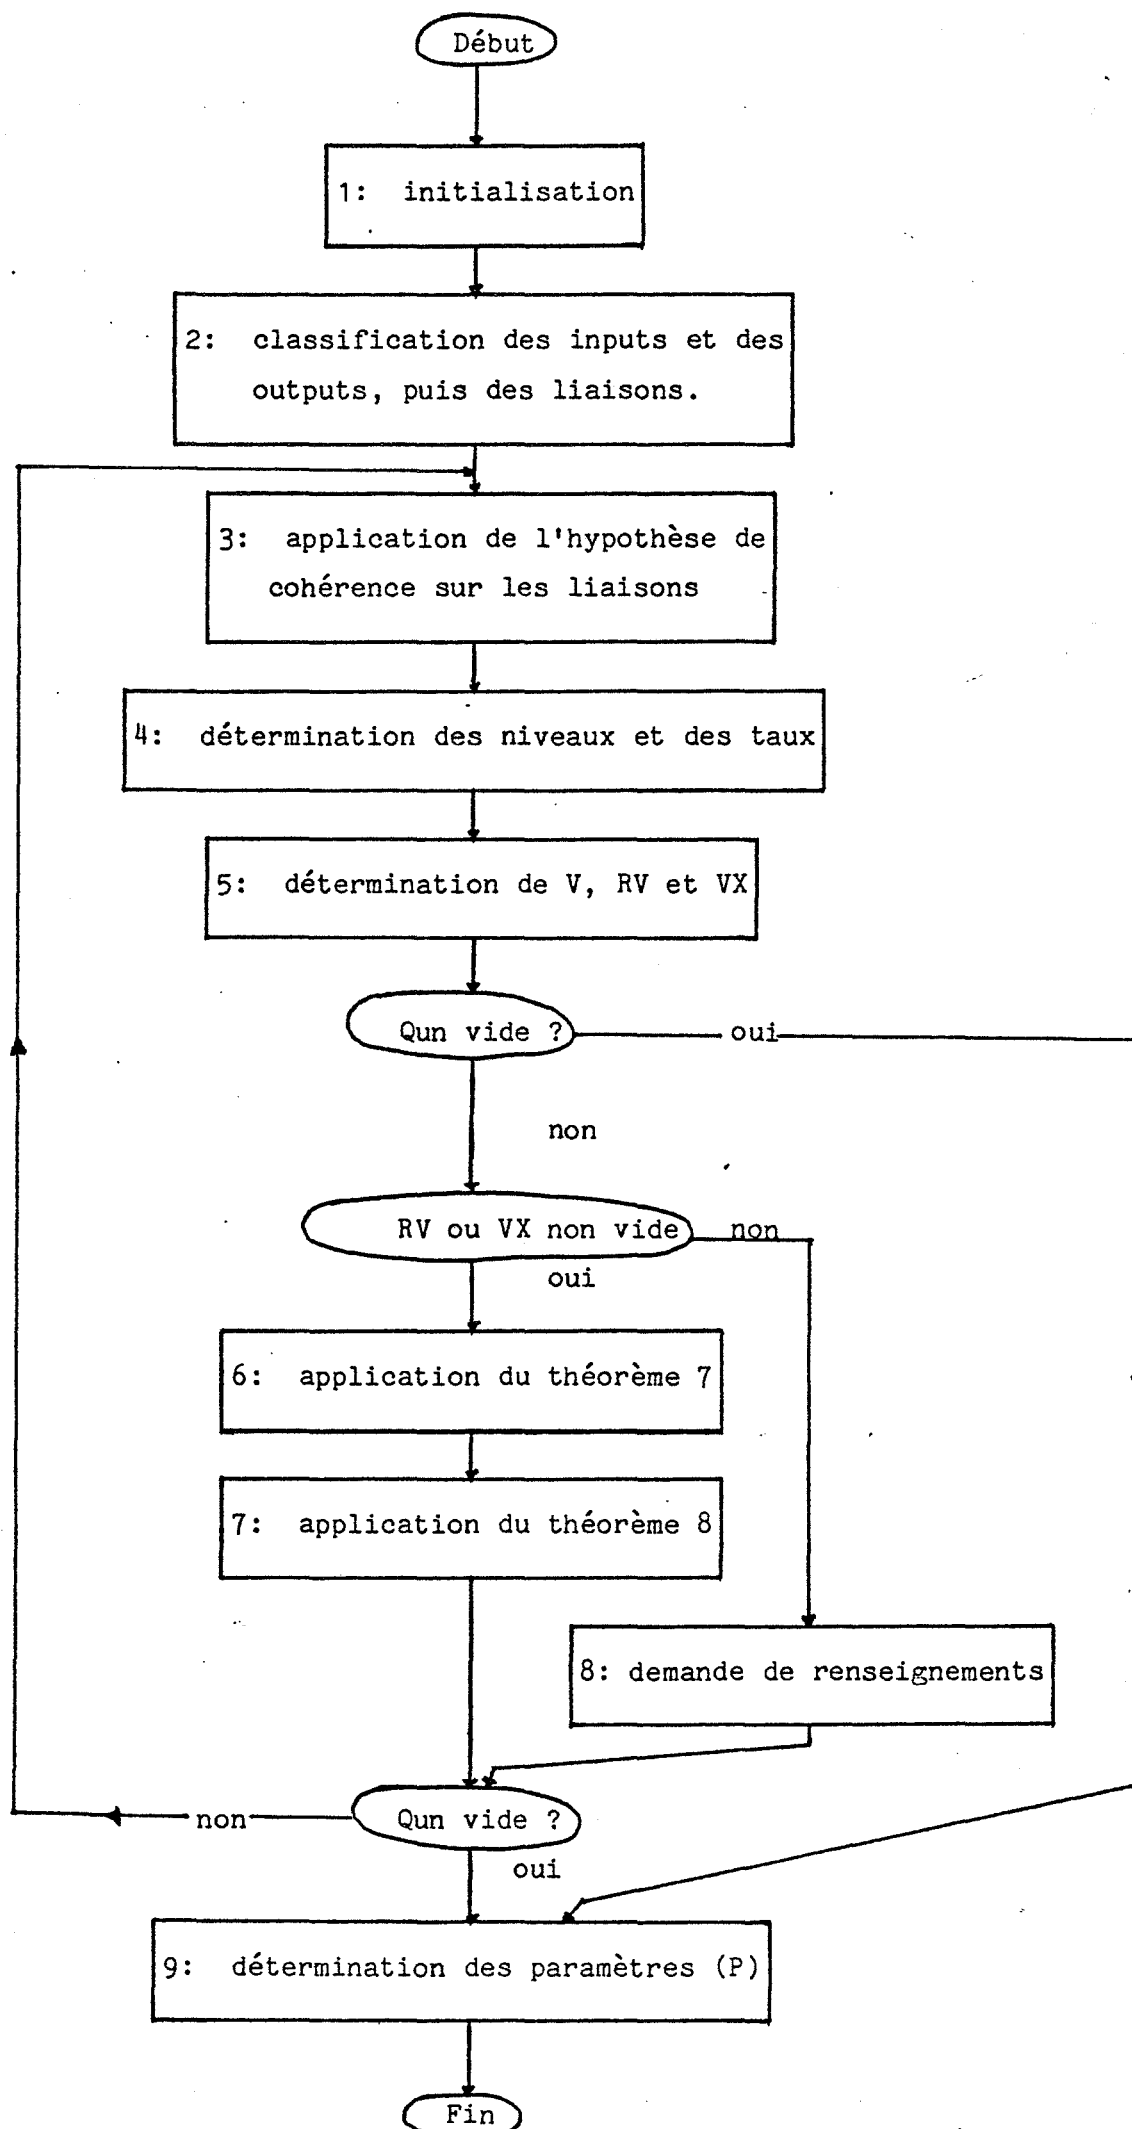 Début
1: initialisation
2: classification des inputs et des
outputs, puis des liaisons.
3: application de l'hypothèse de
cohérence sur les liaisons
4: détermination des niveaux et des taux
5: détermination de V, RV et VX
Qun vide ?
oui
non
RV ou VX non vide
non
oui
6: application du théorème 7
7: application du théorème 8
8: demande de renseignements
Qun vide ?
non
oui
9: détermination des paramètres (P)
Fin